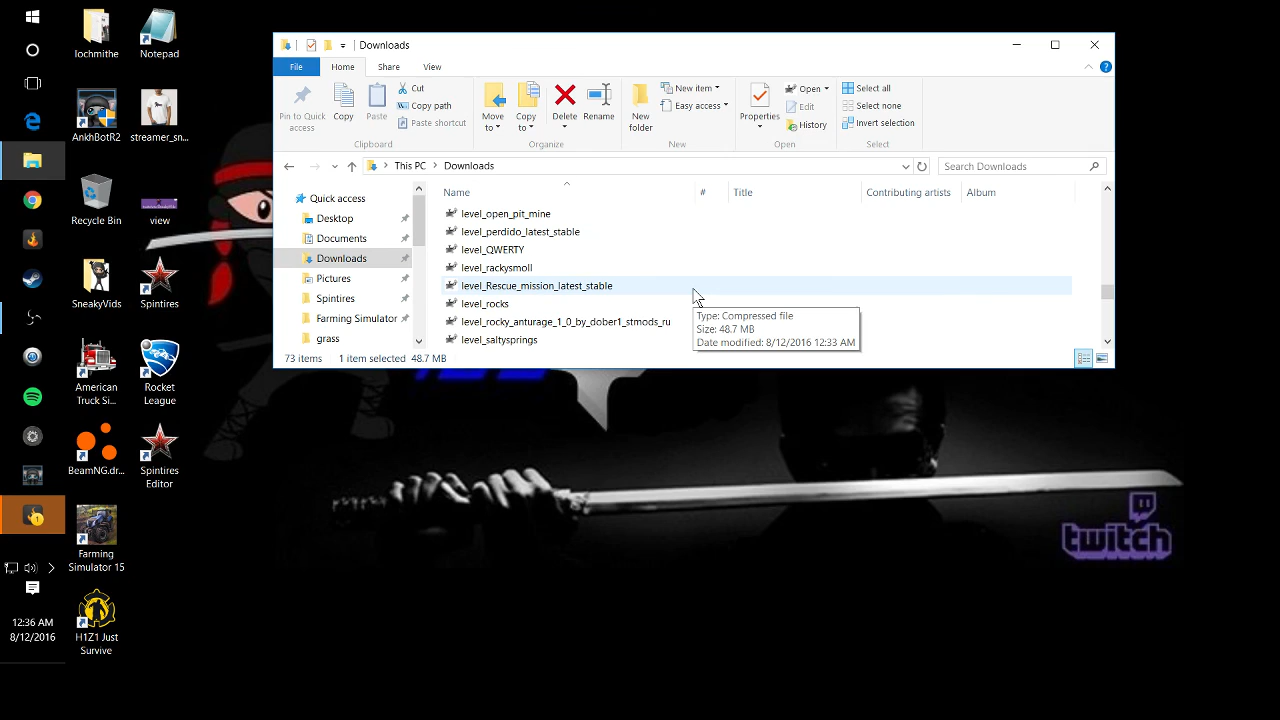 lochmithe
Notepad
AnkhBotR2
streamer_sn...
Recycle Bin
view
SneakyVids
Spintires
American
Truck Si...
Rocket
League
BeamNG.dr...
Spintires
Editor
Farming
Simulator 15
H1Z1 Just
Survive
12:36 AM
8/12/2016
Downloads
File
Home
Share
View
Pin to Quick
access
Copy
Paste
Cut
Copy path
Paste shortcut
Clipboard
Move
to
Copy
to
Delete
Rename
Organize
New
folder
New item
Easy access
New
Properties
Open
Edit
History
Open
Select all
Select none
Invert selection
Select
This PC
Downloads
Search Downloads
Quick access
Desktop
Documents
Downloads
Pictures
Spintires
Farming Simulator
grass
Name
#
Title
Contributing artists
Album
level_open_pit_mine
level_perdido_latest_stable
level_QWERTY
level_rackysmoll
level_Rescue_mission_latest_stable
level_rocks
level_rocky_anturage_1_0_by_dober1_stmods_ru
level_saltysprings
Type: Compressed file
Size: 48.7 MB
Date modified: 8/12/2016 12:33 AM
73 items
1 item selected 48.7 MB
twitch